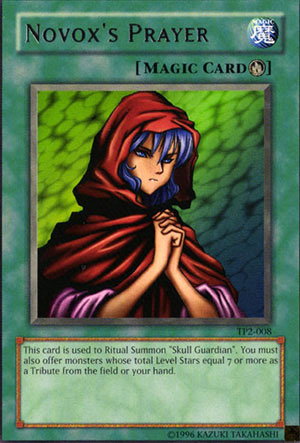 NOVOX'S PRAYER
MAGIC
魔
[MAGIC CARD]
TP2-008
This card is used to Ritual Summon "Skull Guardian". You must
also offer monsters whose total Level Stars equal 7 or more as
a Tribute from the field or your hand.
©1996 KAZUKI TAKAHASHI